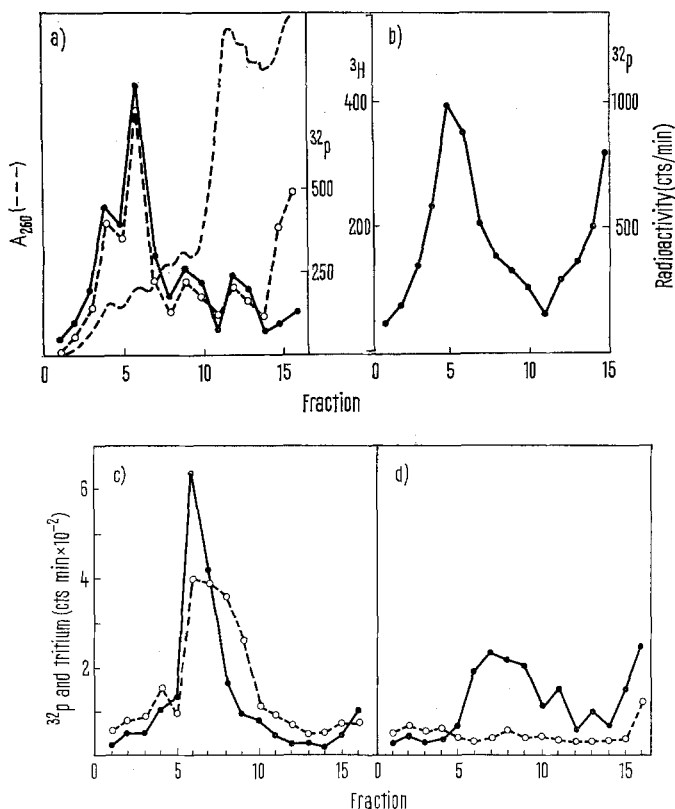 a)
A260 (---)
32p
500
250
0 5 10 15
Fraction
b)
3H
400
200
32p
1000
500
Radioactivity (cts/min)
0 5 10 15
c)
32p and tritium (cts min×10-2)
6
4
2
0 5 10 15
d)
0 5 10 15
Fraction